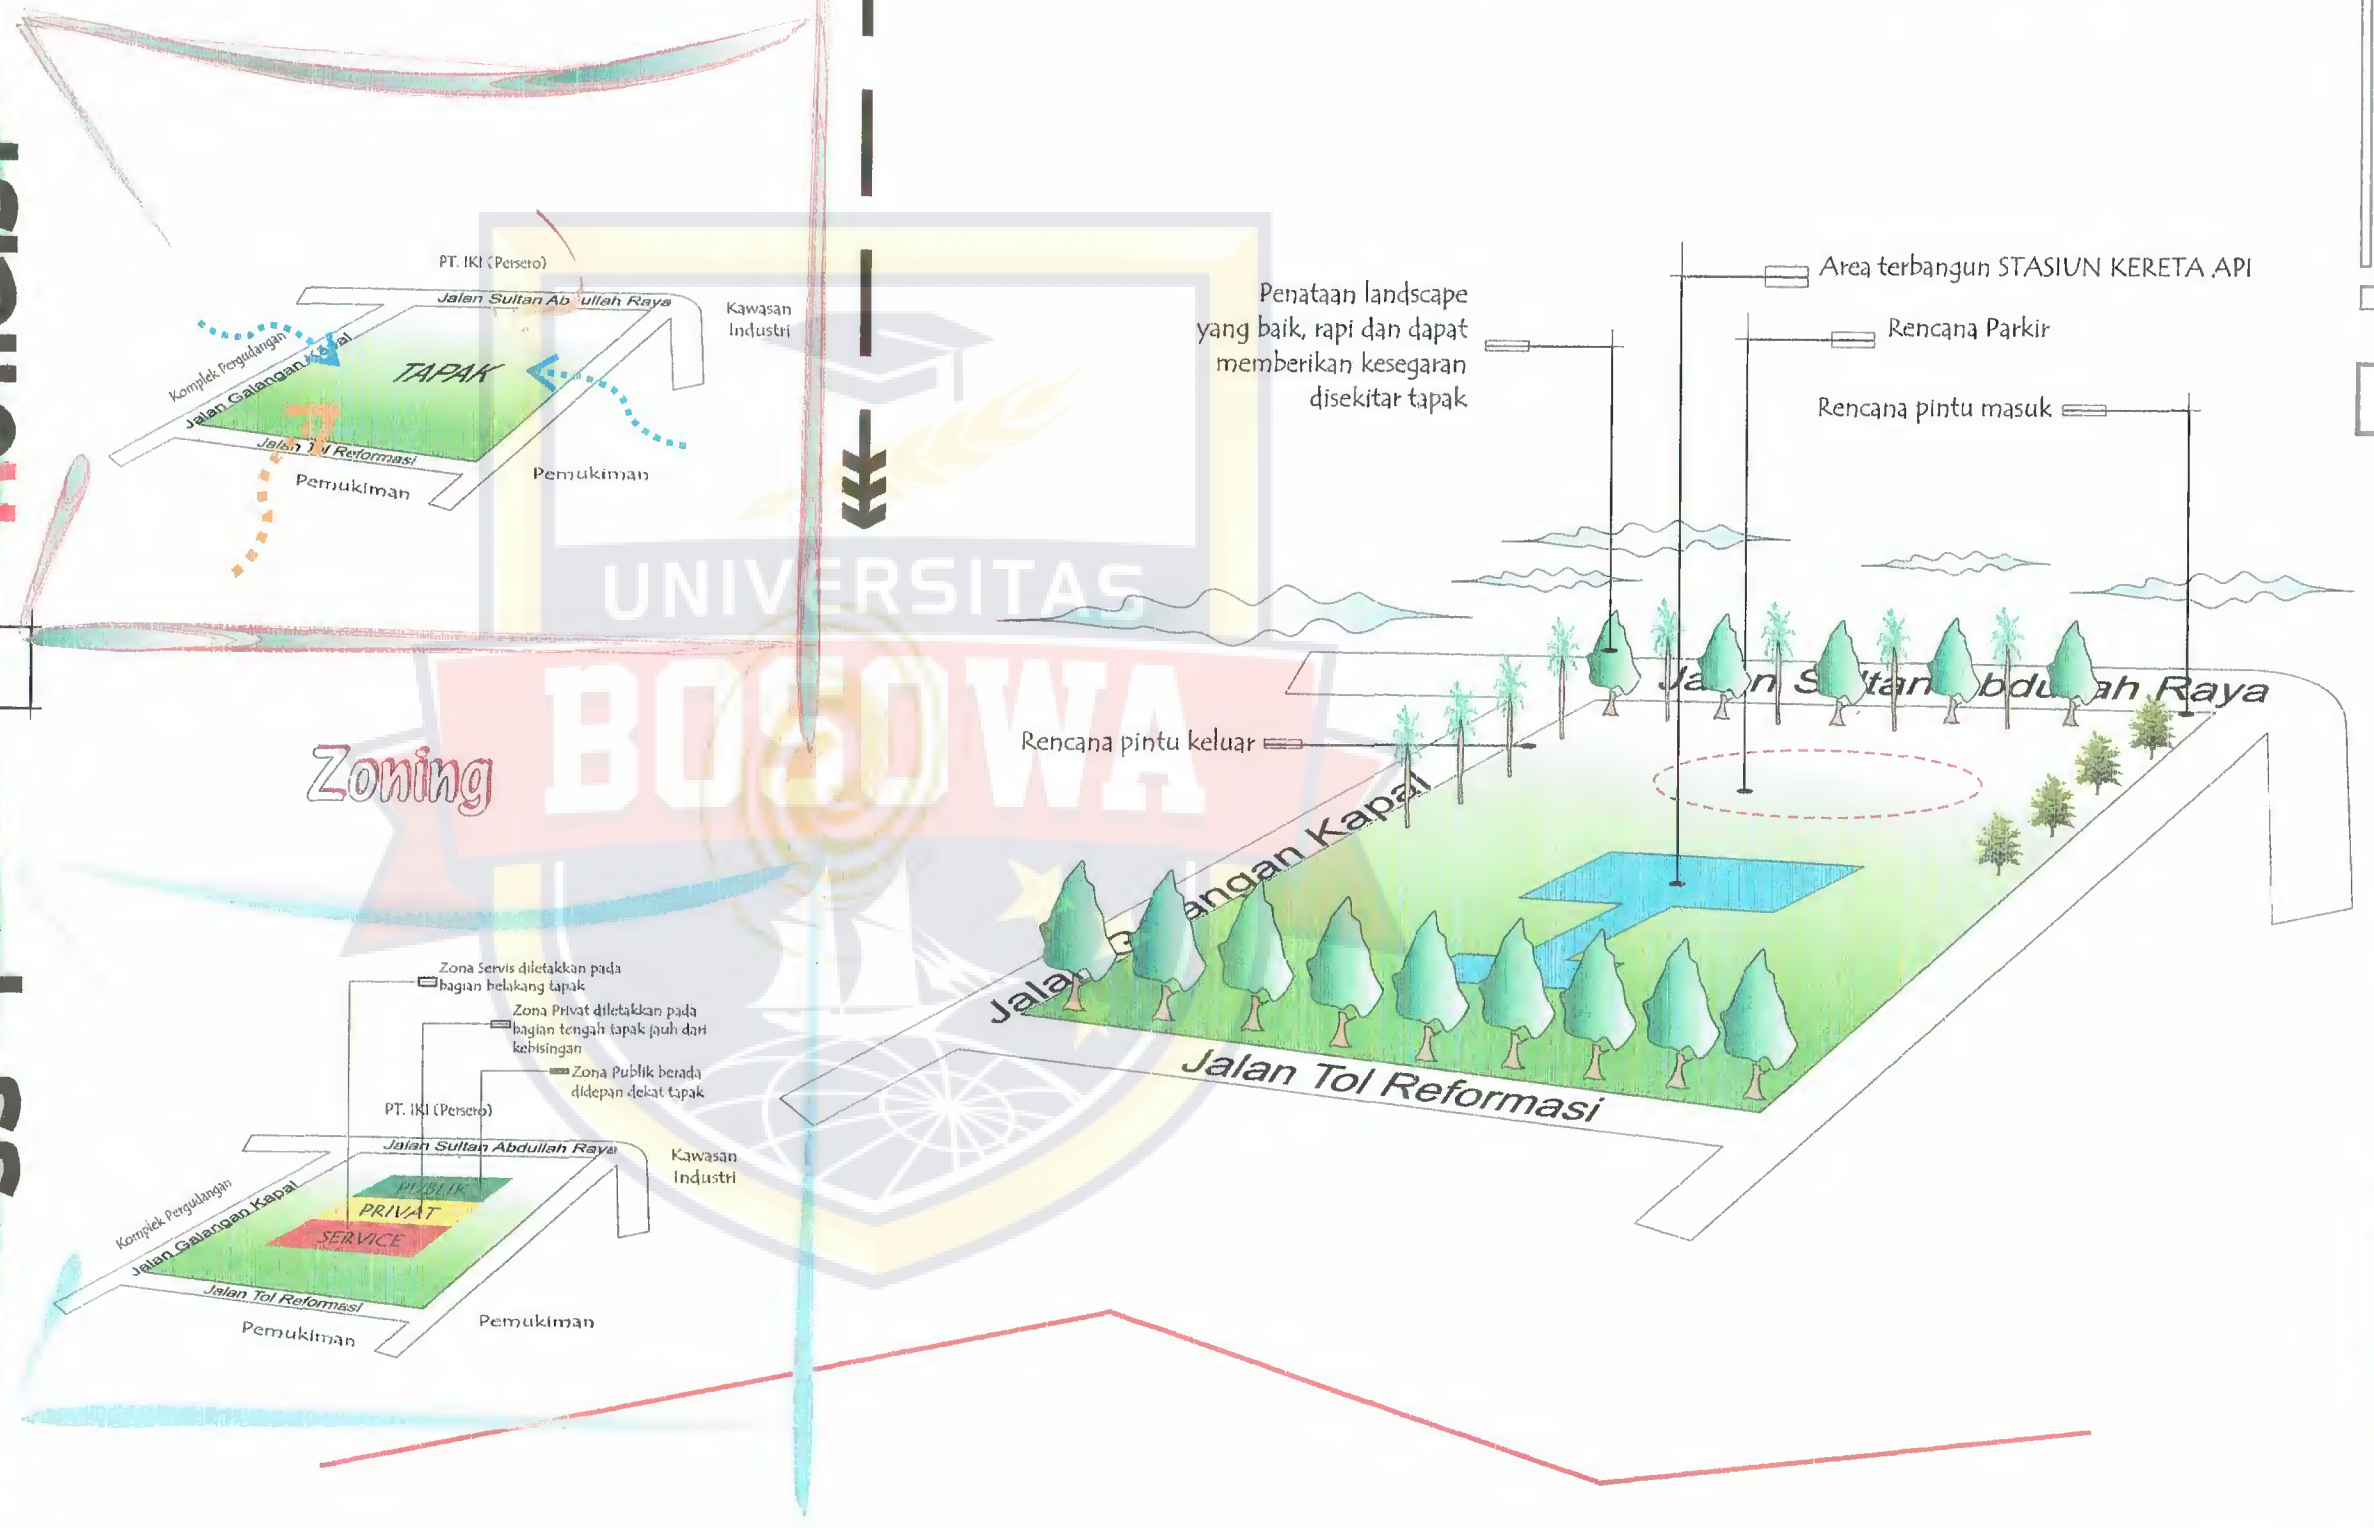 PT. IKI (Persero)
Jalan Sultan Ab ullah Raya
Kawasan
Industri
Komplek Pergudangan
Jalan Galangan Kapal
TAPAK
Jalan Tol Reformasi
Pemukiman
Pemukiman
Zoning
Zona Servis diletakkan pada
bagian belakang tapak
Zona Privat diletakkan pada
bagian tengah tapak jauh dari
kebisingan
Zona Publik berada
didepan dekat tapak
PT. IKI (Persero)
Jalan Sultan Abdullah Raya
Kawasan
Industri
Komplek Pergudangan
Jalan Galangan Kapal
PUBLIK
PRIVAT
SERVICE
Jalan Tol Reformasi
Pemukiman
Pemukiman
UNIVERSITAS
BOSOWA
Penataan landscape
yang baik, rapi dan dapat
memberikan kesegaran
disekitar tapak
Area terbangun STASIUN KERETA API
Rencana Parkir
Rencana pintu masuk
Rencana pintu keluar
Jalan Sultan Abdullah Raya
Jalan Galangan Kapal
Jalan Tol Reformasi